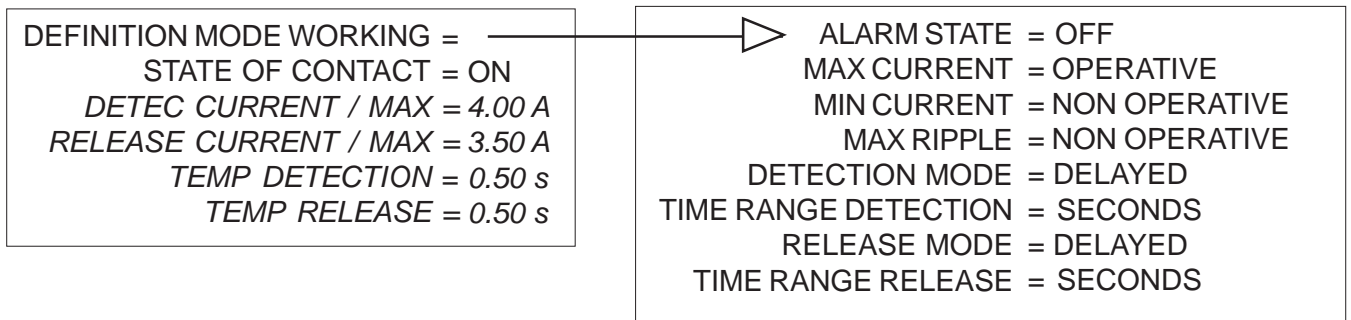 DEFINITION MODE WORKING =
STATE OF CONTACT = ON
DETEC CURRENT / MAX = 4.00 A
RELEASE CURRENT / MAX = 3.50 A
TEMP DETECTION = 0.50 s
TEMP RELEASE = 0.50 s
ALARM STATE = OFF
MAX CURRENT = OPERATIVE
MIN CURRENT = NON OPERATIVE
MAX RIPPLE = NON OPERATIVE
DETECTION MODE = DELAYED
TIME RANGE DETECTION = SECONDS
RELEASE MODE = DELAYED
TIME RANGE RELEASE = SECONDS